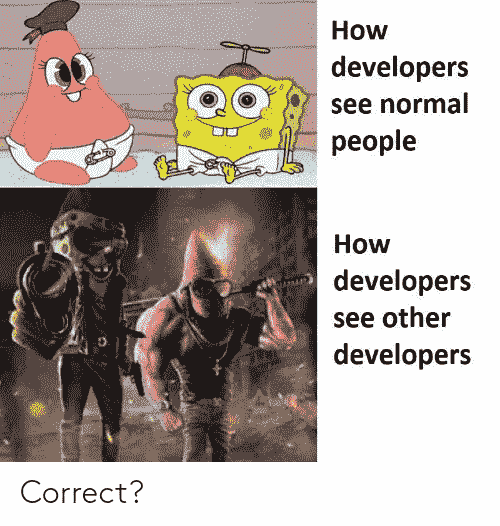 How
developers
see normal
people
How
developers
see other
developers
Correct?